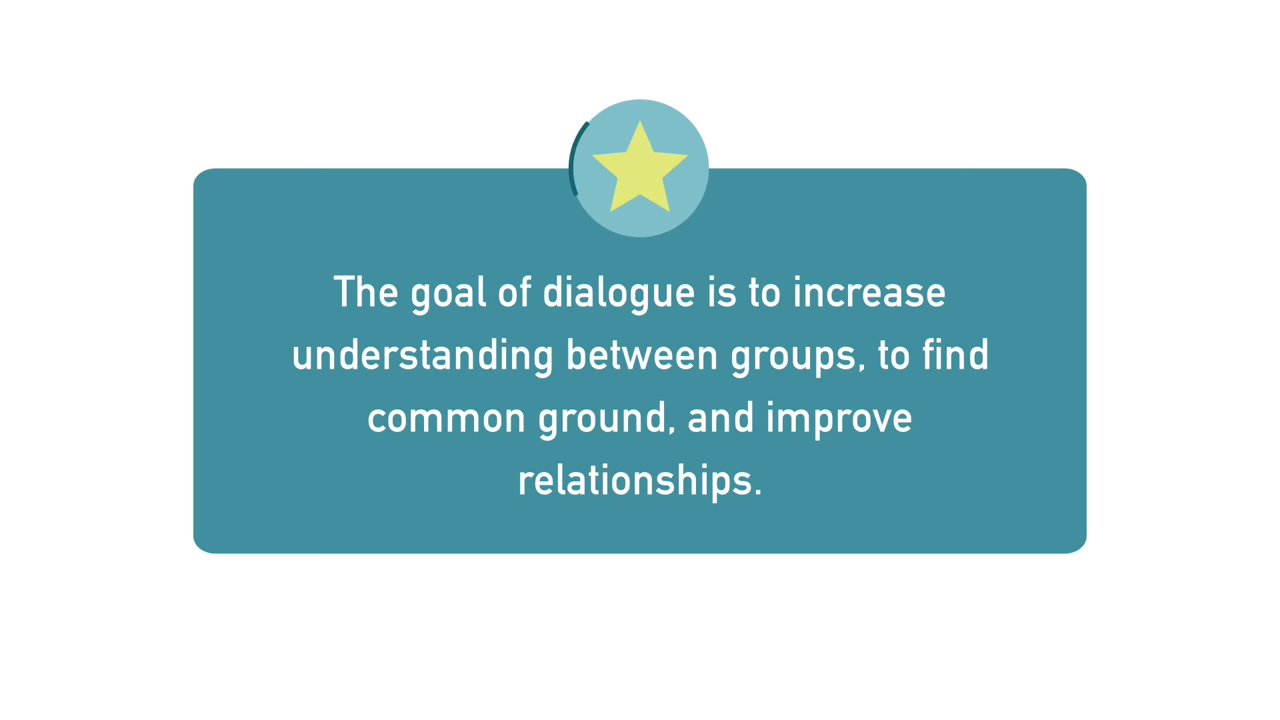 The goal of dialogue is to increase
understanding between groups, to find
common ground, and improve
relationships.